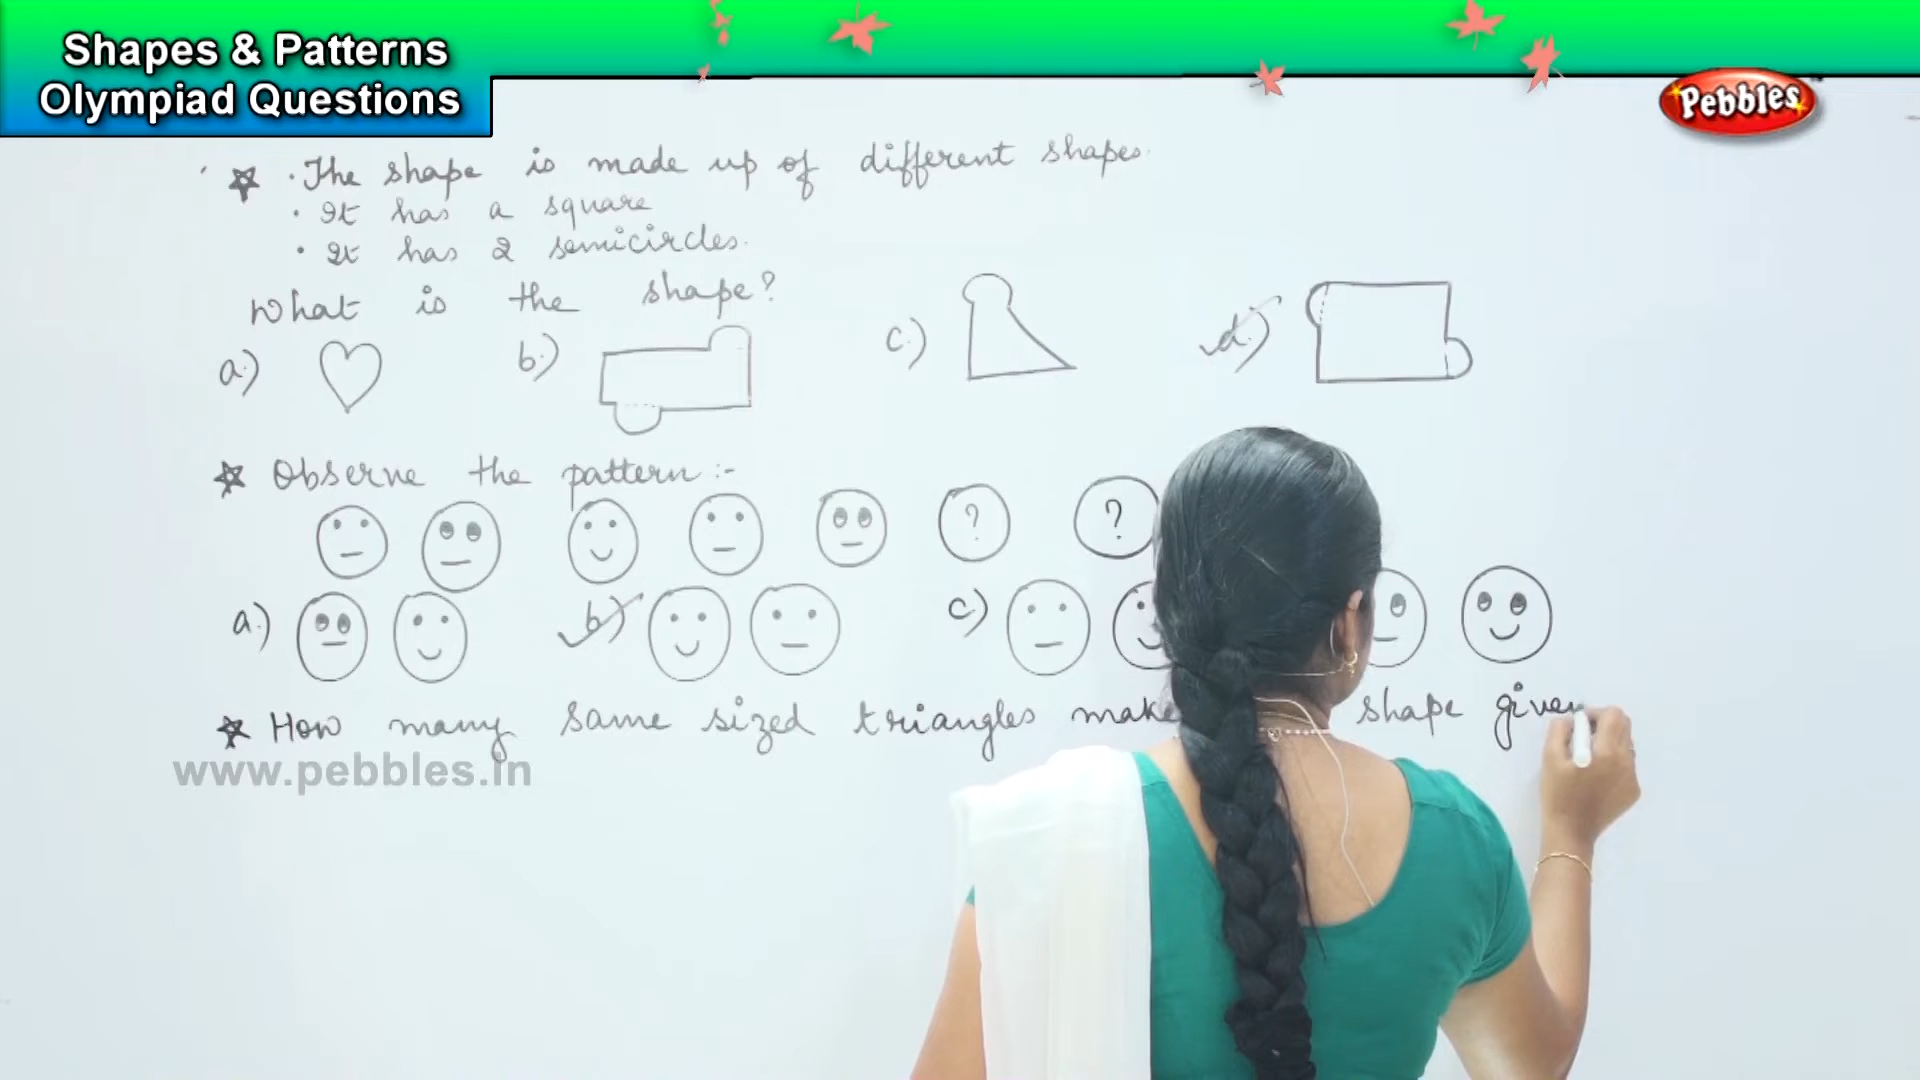 Shapes & Patterns
Olympiad Questions
Pebbles
• The shape is made up of different shapes.
• It has a square
• It has 2 semicircles.
What is the shape?
a.) b.) c.) d.)
Observe the pattern:-
? ?
a.) b) c)
How many same sized triangles make shape given
www.pebbles.in